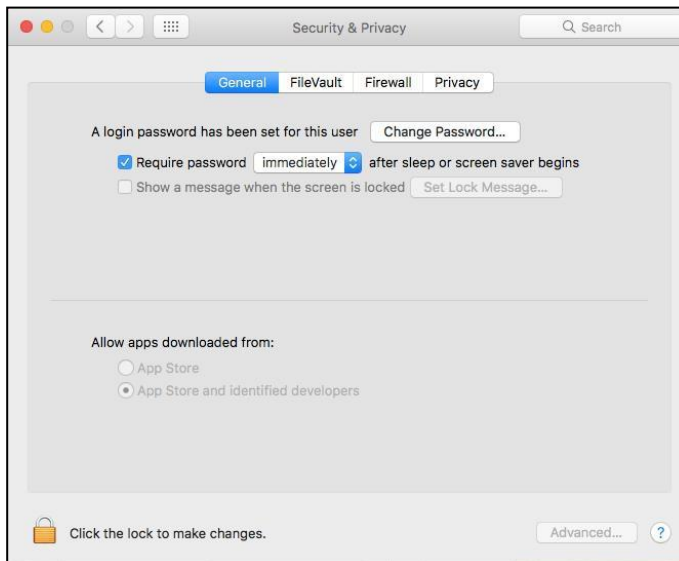 Security & Privacy
Search
General FileVault Firewall Privacy
A login password has been set for this user Change Password...
Require password immediately after sleep or screen saver begins
Show a message when the screen is locked Set Lock Message...
Allow apps downloaded from:
App Store
App Store and identified developers
Click the lock to make changes.
Advanced... ?